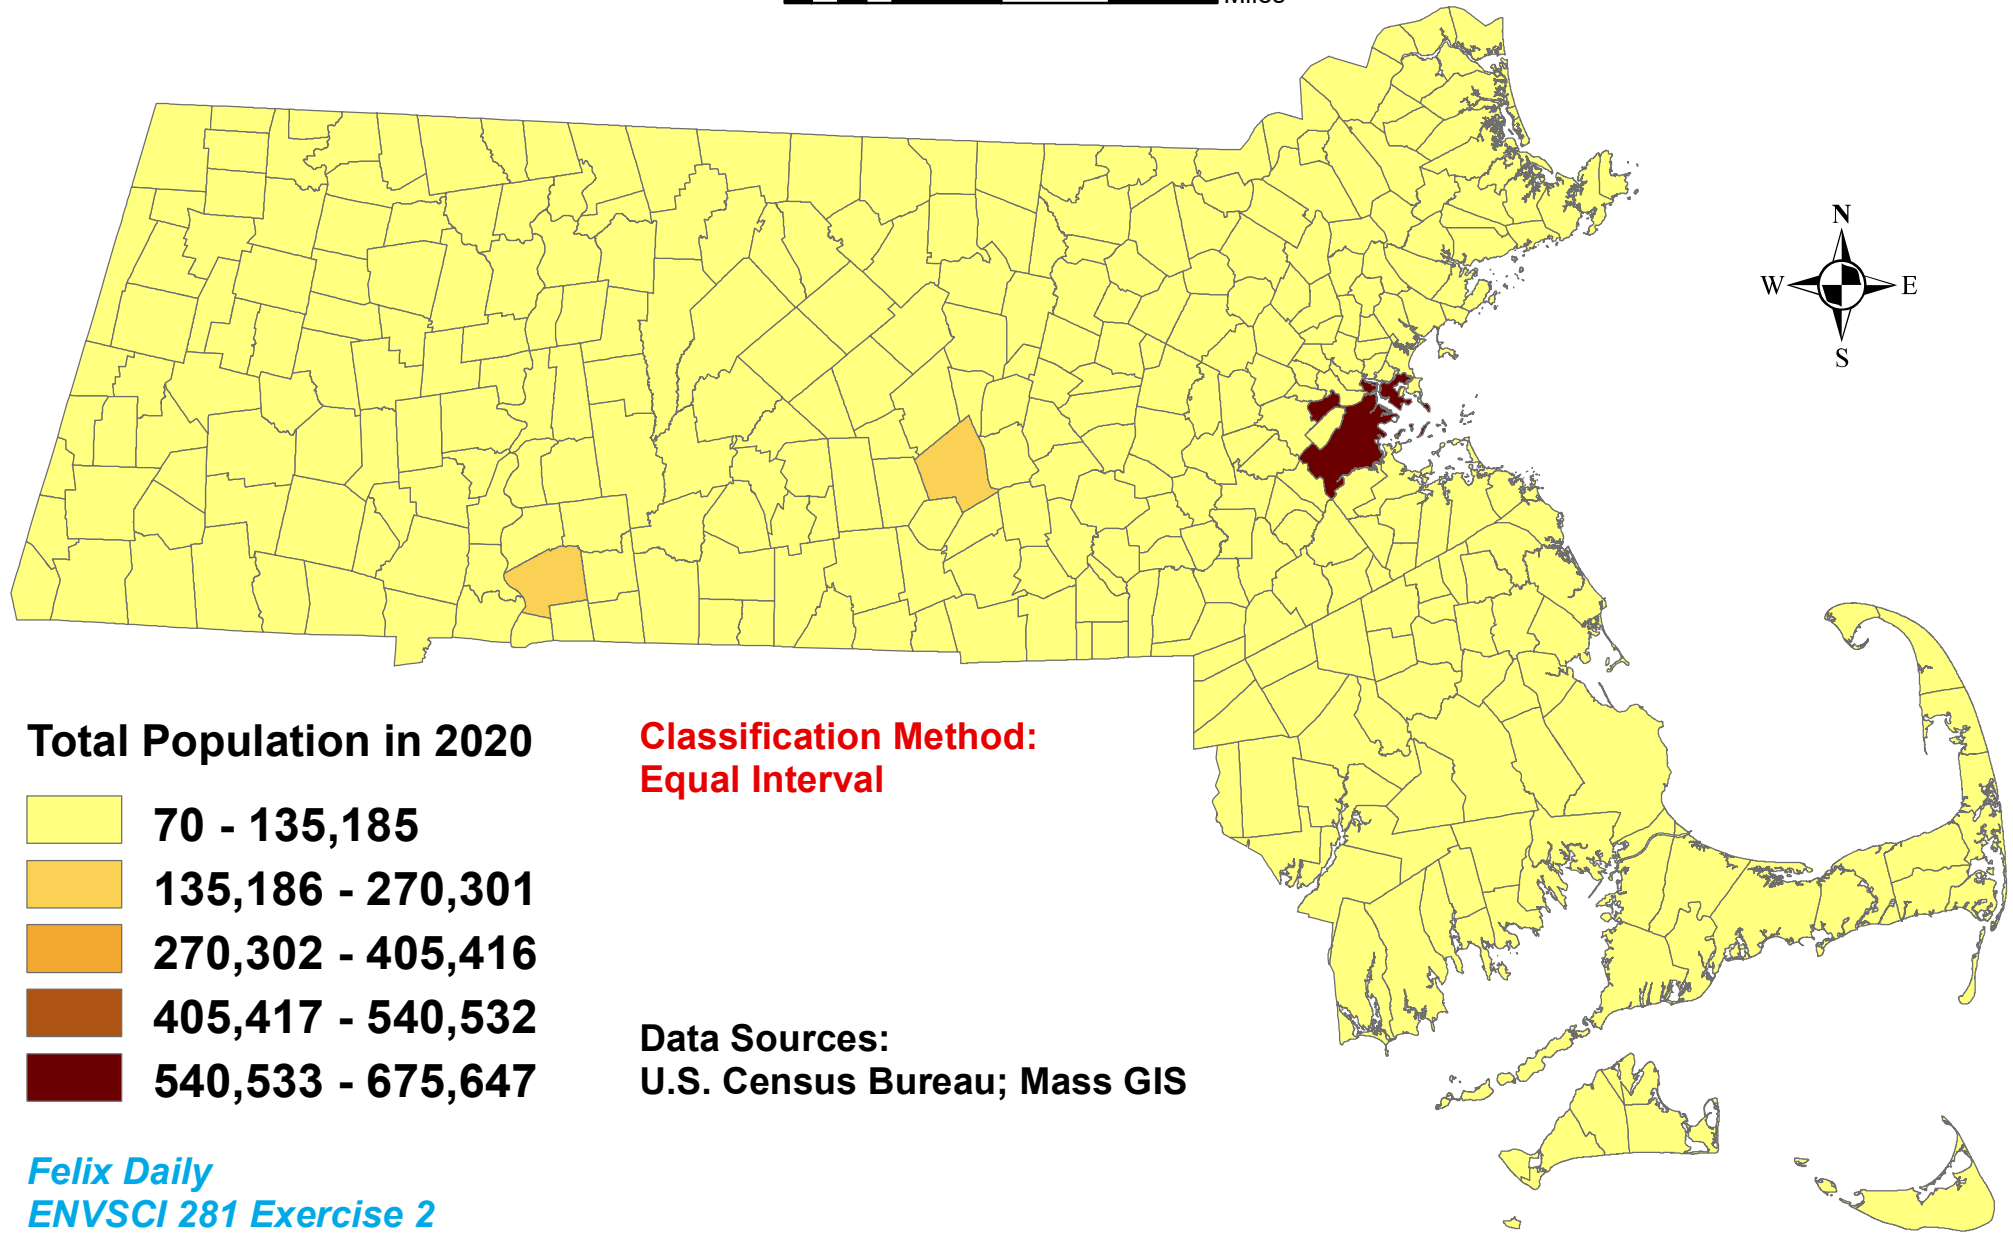 Miles
N
W E
S
Total Population in 2020
70 - 135,185
135,186 - 270,301
270,302 - 405,416
405,417 - 540,532
540,533 - 675,647
Classification Method:
Equal Interval
Data Sources:
U.S. Census Bureau; Mass GIS
Felix Daily
ENVSCI 281 Exercise 2